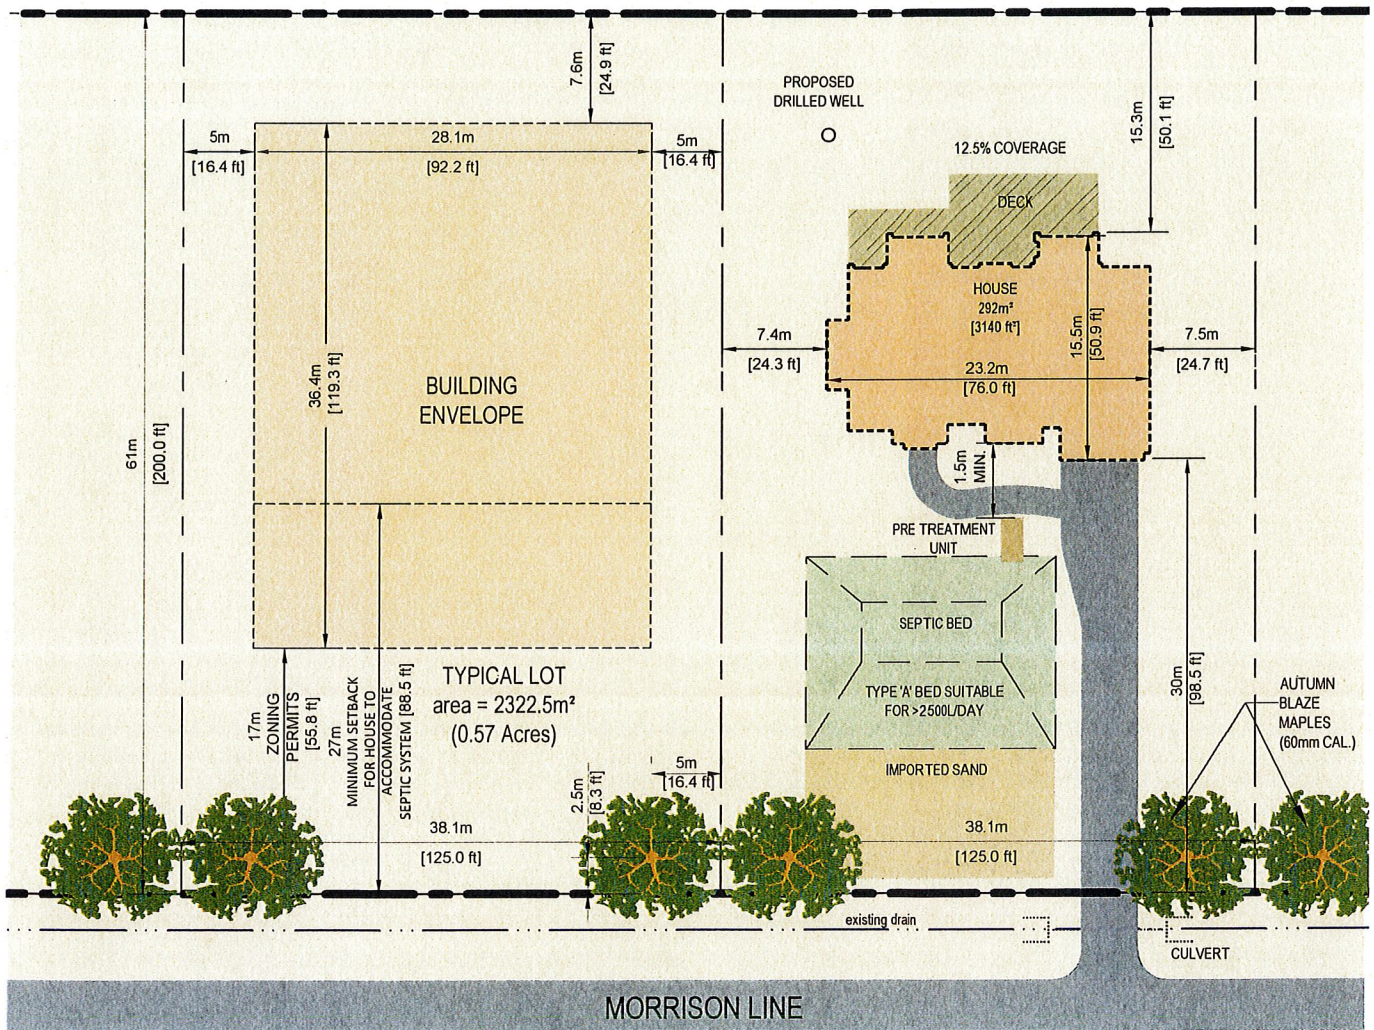 7.6m
[24.9 ft]
5m
[16.4 ft]
28.1m
[92.2 ft]
5m
[16.4 ft]
36.4m
[119.3 ft]
61m
[200.0 ft]
BUILDING
ENVELOPE
17m
ZONING
PERMITS
[55.8 ft]
27m
MINIMUM SETBACK
FOR HOUSE TO
ACCOMMODATE
SEPTIC SYSTEM [88.5 ft]
TYPICAL LOT
area = 2322.5m²
(0.57 Acres)
38.1m
[125.0 ft]
5m
[16.4 ft]
2.5m
[8.3 ft]
PROPOSED
DRILLED WELL
12.5% COVERAGE
15.3m
[50.1 ft]
DECK
HOUSE
292m²
[3140 ft²]
15.5m
[50.9 ft]
7.4m
[24.3 ft]
23.2m
[76.0 ft]
7.5m
[24.7 ft]
1.5m
MIN.
PRE TREATMENT
UNIT
SEPTIC BED
TYPE 'A' BED SUITABLE
FOR >2500L/DAY
IMPORTED SAND
38.1m
[125.0 ft]
30m
[98.5 ft]
AUTUMN
BLAZE
MAPLES
(60mm CAL.)
existing drain
CULVERT
MORRISON LINE